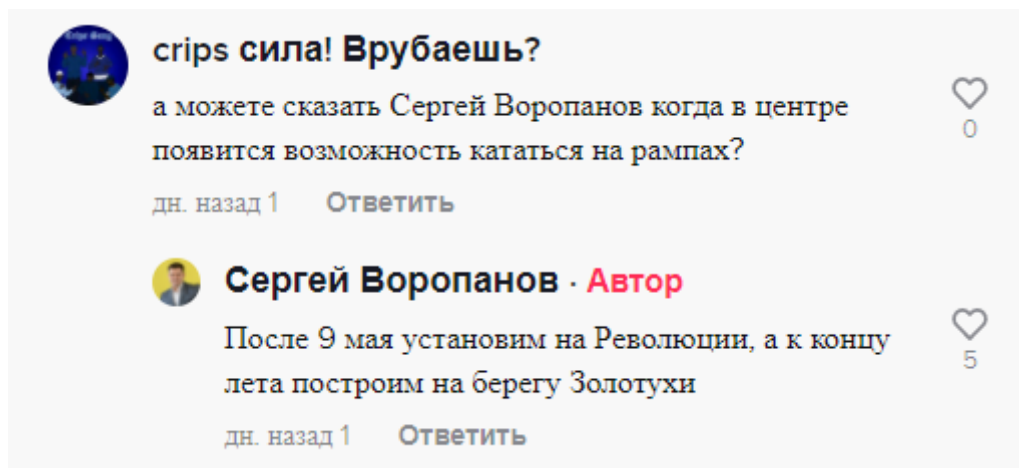 crips сила! Врубаешь?
а можете сказать Сергей Воропанов когда в центре
появится возможность кататься на рампах?
0
дн. назад 1 Ответить
Сергей Воропанов · Автор
После 9 мая установим на Революции, а к концу
лета построим на берегу Золотухи
5
дн. назад 1 Ответить